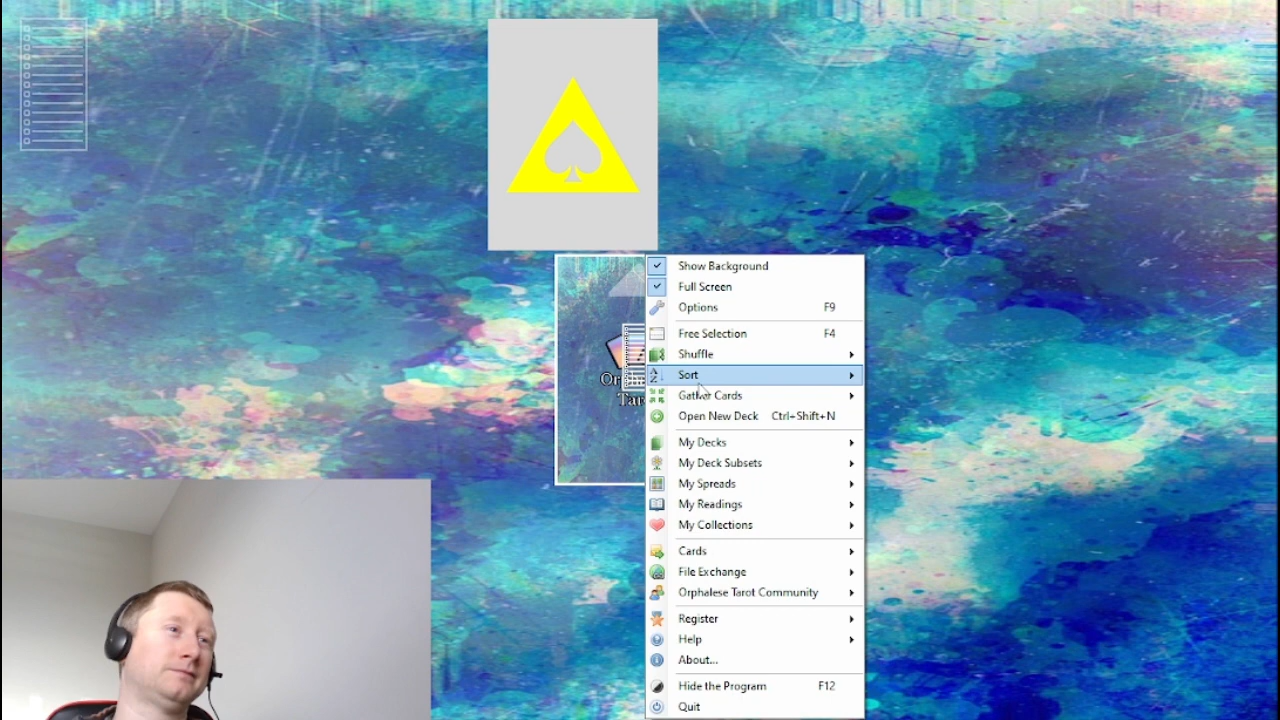 Show Background
Full Screen
Options F9
Free Selection F4
Shuffle
Sort
Gather Cards
Open New Deck Ctrl+Shift+N
My Decks
My Deck Subsets
My Spreads
My Readings
My Collections
Cards
File Exchange
Orphalese Tarot Community
Register
Help
About...
Hide the Program F12
Quit